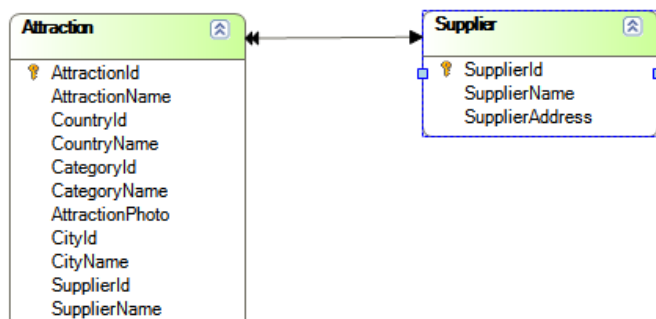 Attraction
AttractionId
AttractionName
CountryId
CountryName
CategoryId
CategoryName
AttractionPhoto
CityId
CityName
SupplierId
SupplierName
Supplier
SupplierId
SupplierName
SupplierAddress